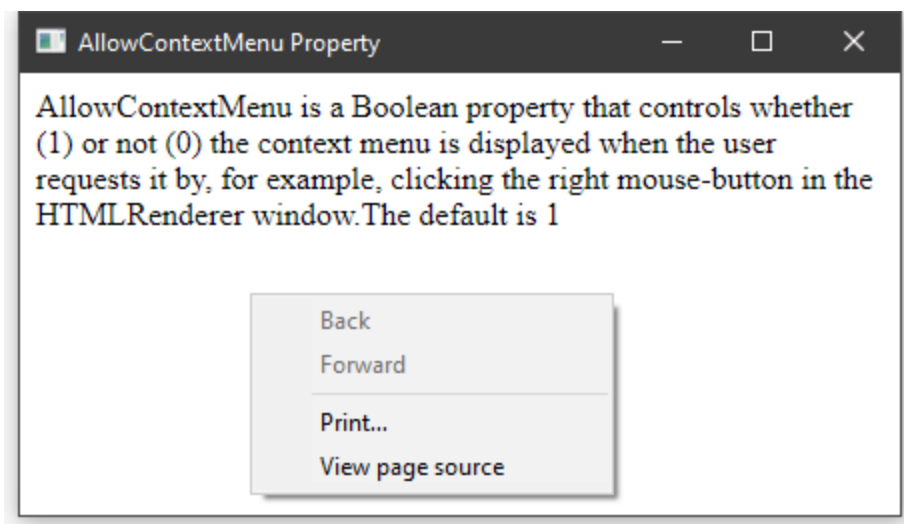 AllowContextMenu Property
AllowContextMenu is a Boolean property that controls whether
(1) or not (0) the context menu is displayed when the user
requests it by, for example, clicking the right mouse-button in the
HTMLRenderer window.The default is 1
Back
Forward
Print...
View page source